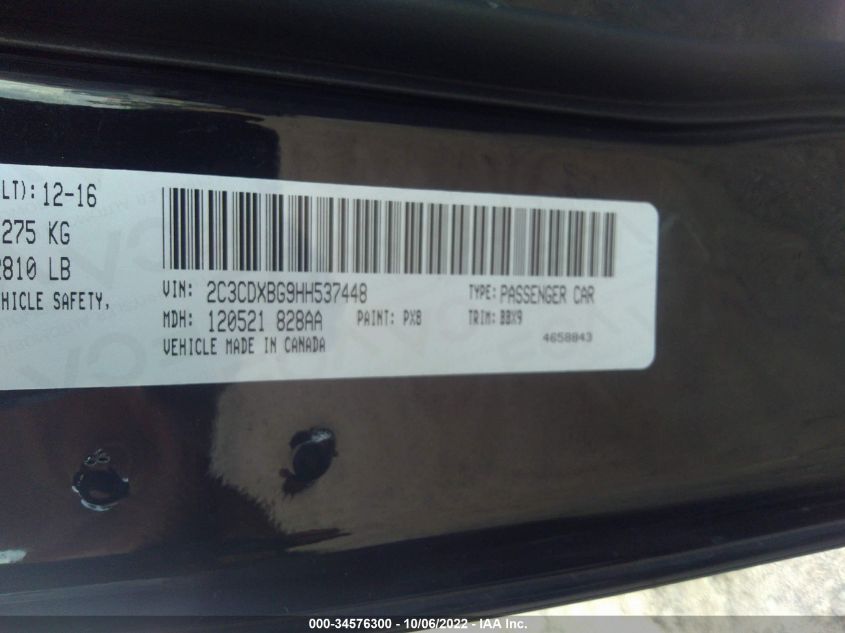 LT): 12-16
275 KG
2810 LB
HICLE SAFETY,
VIN: 2C3CDXBG9HH537448 TYPE: PASSENGER CAR
MDH: 120521 828AA PAINT: PX8 TRIM: BBX9
VEHICLE MADE IN CANADA 4658843
000-34576300 - 10/06/2022 - IAA Inc.